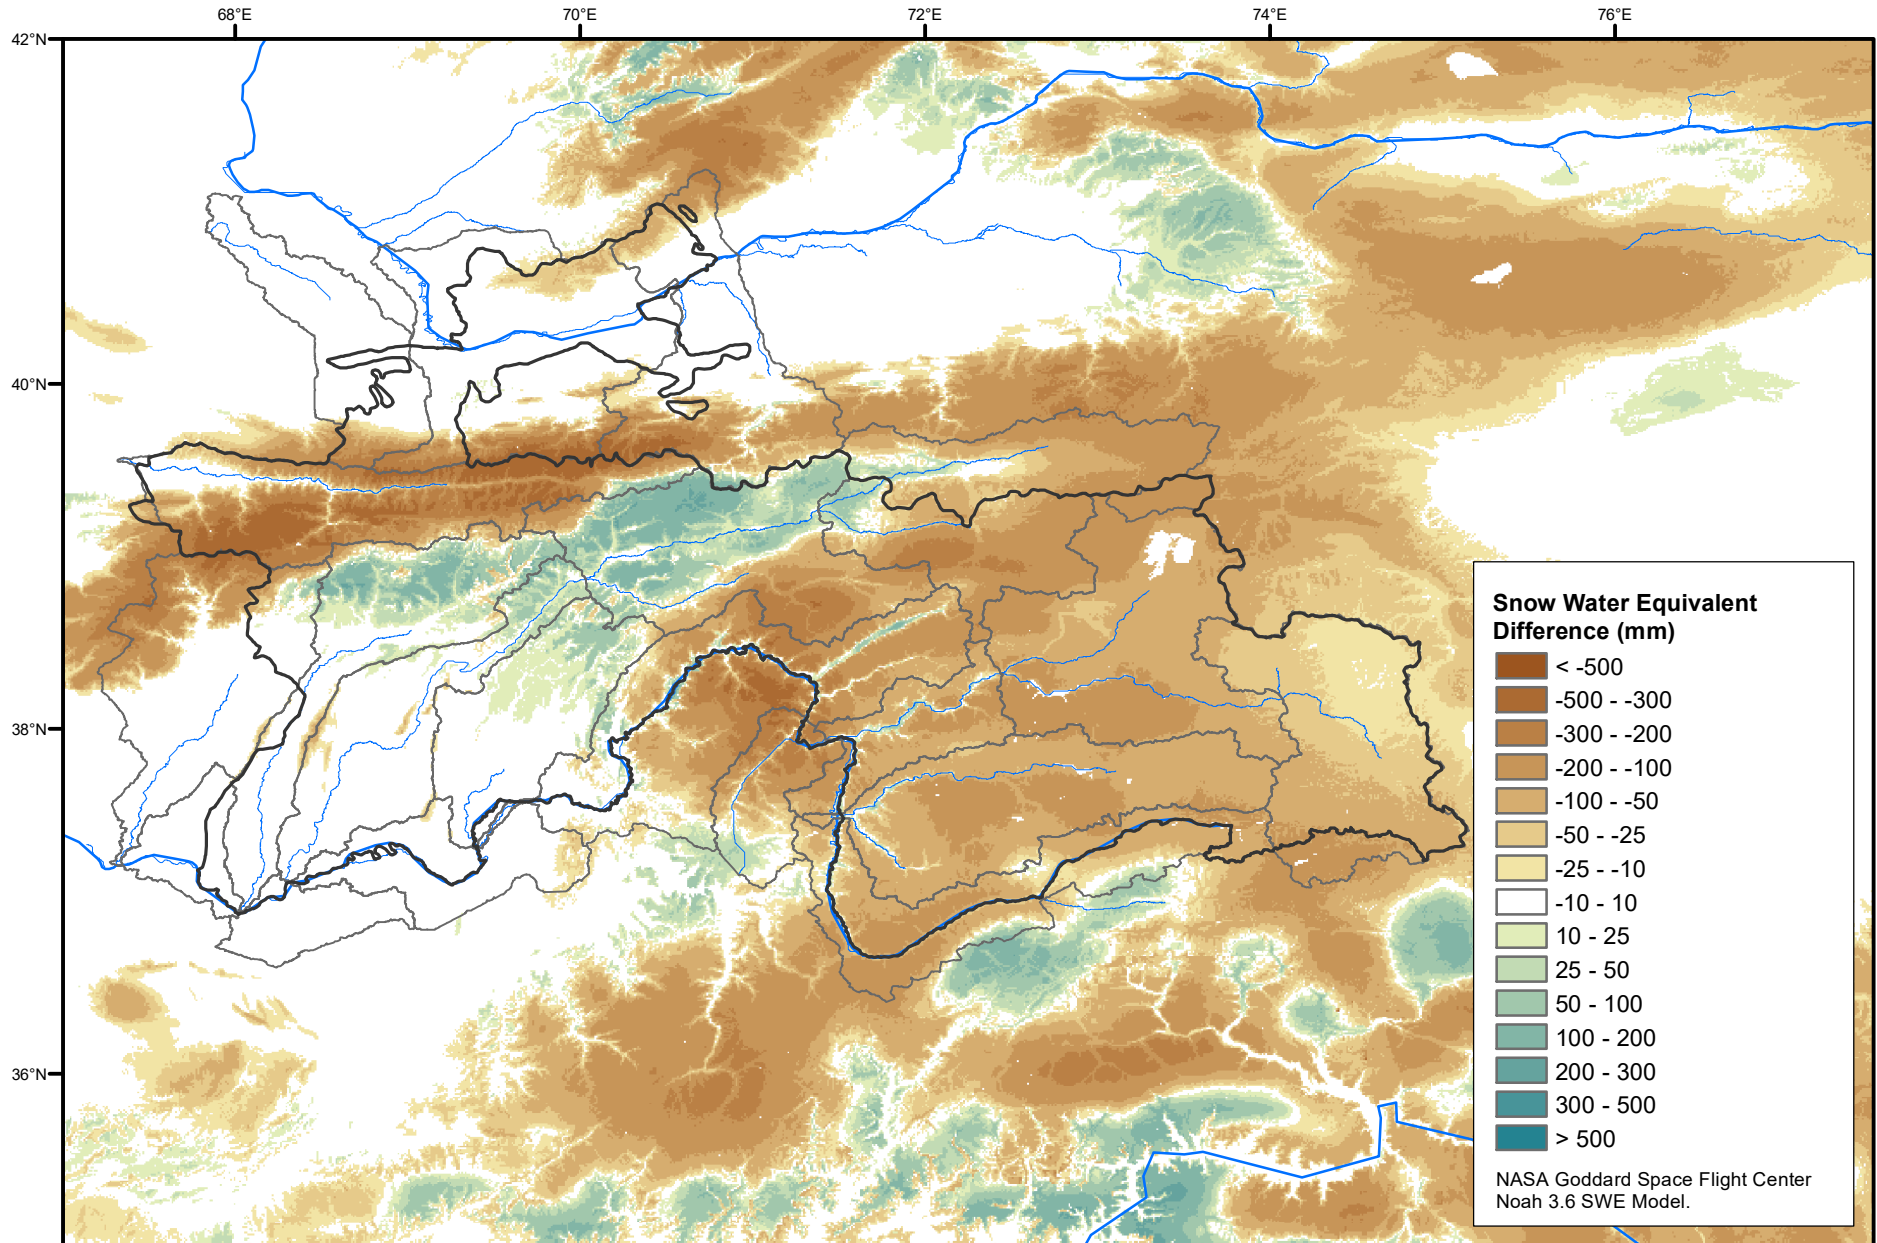 68°E 70°E 72°E 74°E 76°E
42°N
40°N
38°N
36°N
Snow Water Equivalent
Difference (mm)
< -500
-500 - -300
-300 - -200
-200 - -100
-100 - -50
-50 - -25
-25 - -10
-10 - 10
10 - 25
25 - 50
50 - 100
100 - 200
200 - 300
300 - 500
> 500
NASA Goddard Space Flight Center
Noah 3.6 SWE Model.